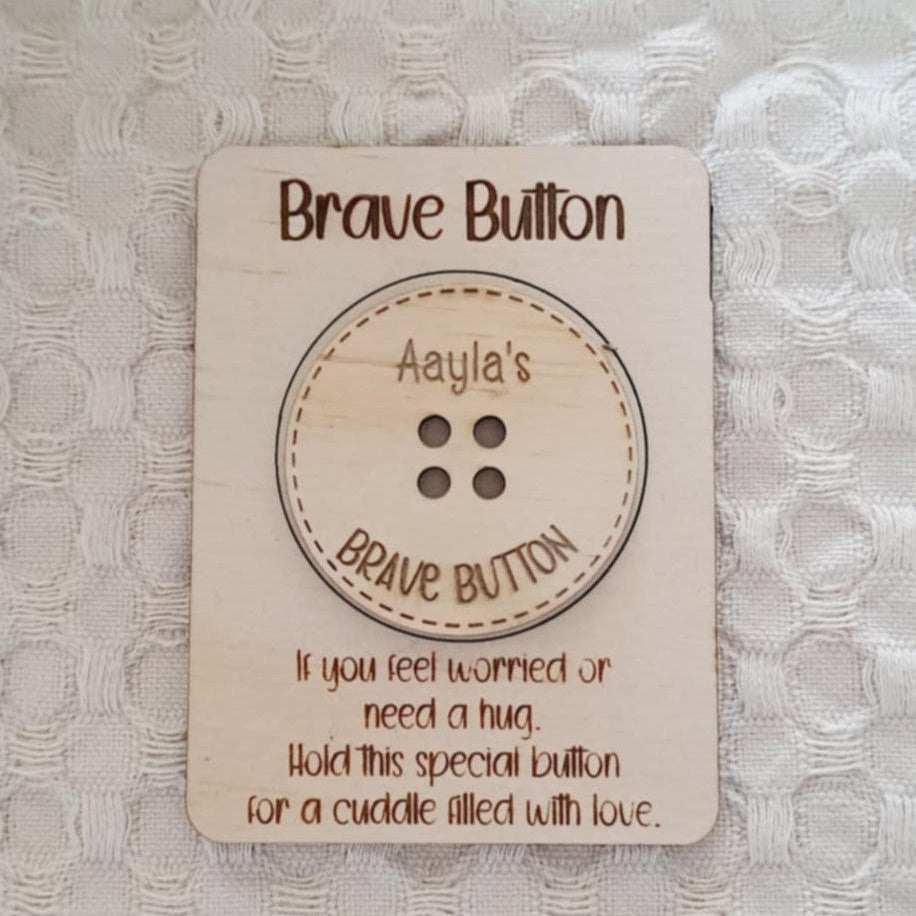 Brave Button
Aayla's
BRAVE BUTTON
If you feel worried or
need a hug.
Hold this special button
for a cuddle filled with love.